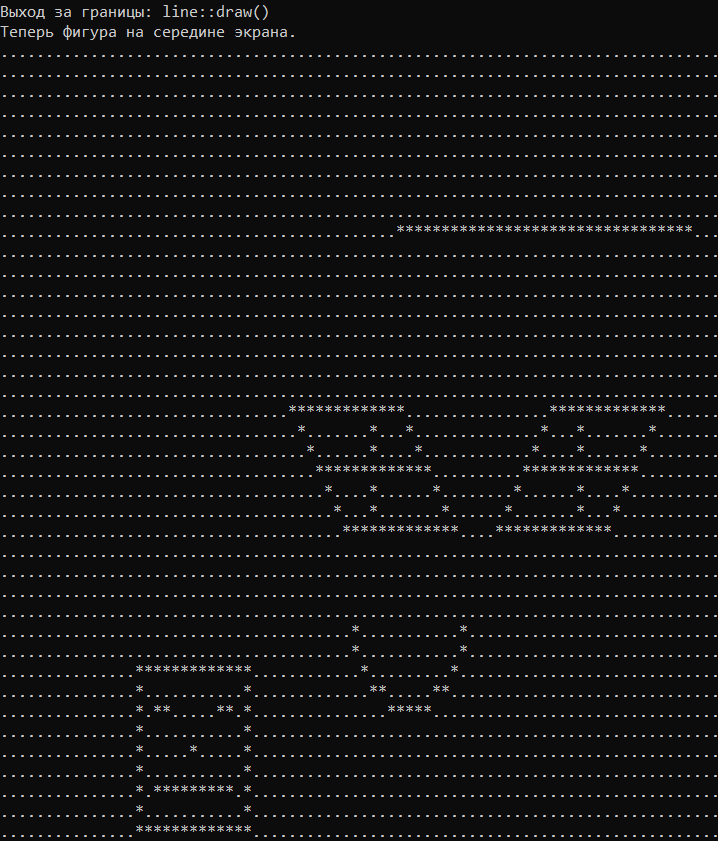 Выход за границы: line::draw()
Теперь фигура на середине экрана.